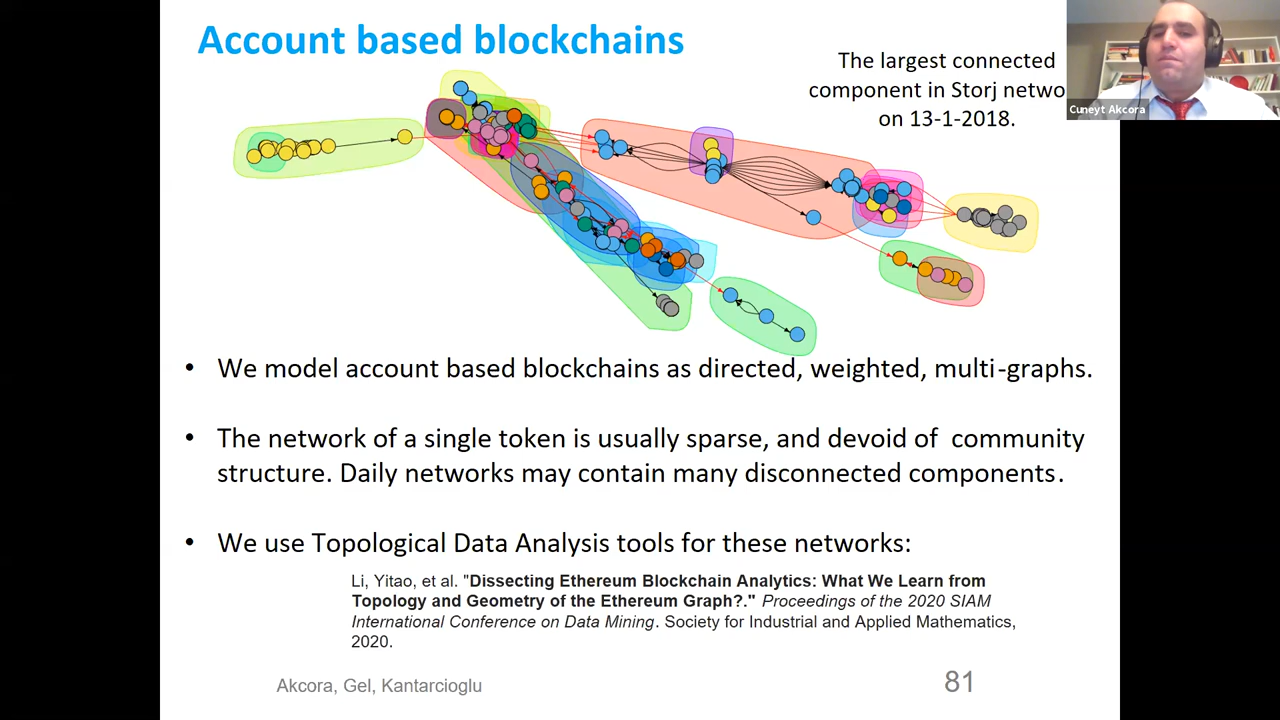 Account based blockchains
The largest connected
component in Storj netwo
on 13-1-2018.
Cuneyt Akcora
• We model account based blockchains as directed, weighted, multi-graphs.
• The network of a single token is usually sparse, and devoid of community
structure. Daily networks may contain many disconnected components.
• We use Topological Data Analysis tools for these networks:
Li, Yitao, et al. "Dissecting Ethereum Blockchain Analytics: What We Learn from
Topology and Geometry of the Ethereum Graph?." Proceedings of the 2020 SIAM
International Conference on Data Mining. Society for Industrial and Applied Mathematics,
2020.
Akcora, Gel, Kantarcioglu
81